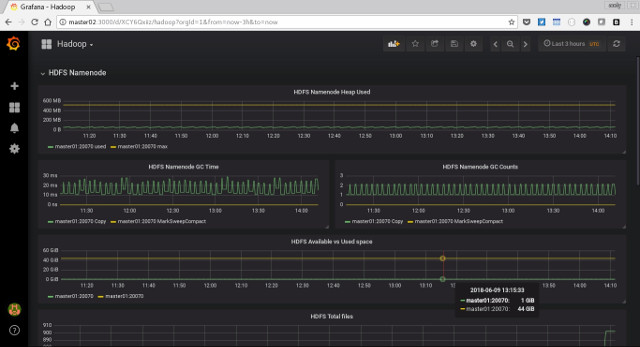 Grafana - Hadoop
master02:3000/d/XCY6Qxiiz/hadoop?orgId=1&from=now-3h&to=now
Hadoop
Last 3 hours UTC
HDFS Namenode
HDFS Namenode Heap Used
600 MB
400 MB
200 MB
0 B
11:20 11:30 11:40 11:50 12:00 12:10 12:20 12:30 12:40 12:50 13:00 13:10 13:20 13:30 13:40 13:50 14:00 14:10
master01:20070 used master01:20070 max
HDFS Namenode GC Time
30 ms
20 ms
10 ms
0 ns
11:30 12:00 12:30 13:00 13:30 14:00
master01:20070 Copy master01:20070 MarkSweepCompact
HDFS Namenode GC Counts
3
2
1
0
11:30 12:00 12:30 13:00 13:30 14:00
master01:20070 Copy master01:20070 MarkSweepCompact
HDFS Available vs Used space
60 GiB
40 GiB
20 GiB
0 GiB
11:20 11:30 11:40 11:50 12:00 12:10 12:20 12:30 12:40 12:50 13:00 13:10 13:50 14:00 14:10
master01:20070 master01:20070
2018-06-09 13:15:33
master01:20070: 1 GiB
master01:20070: 44 GiB
HDFS Total files
910
900
890
880